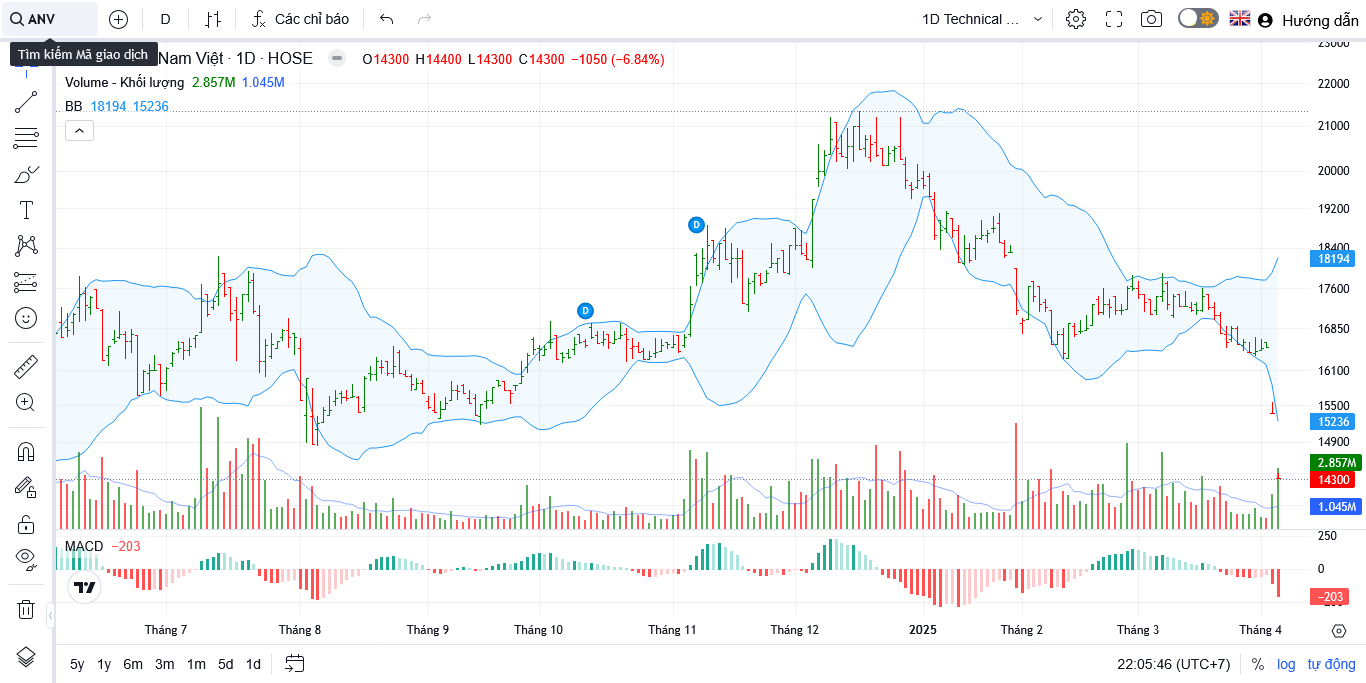 ANV
D
Các chỉ báo
1D Technical ...
Hướng dẫn
Tìm kiếm Mã giao dịch
Nam Việt · 1D · HOSE
O14300 H14400 L14300 C14300 −1050 (−6.84%)
Volume - Khối lượng 2.857M 1.045M
BB 18194 15236
23000
22000
21000
20000
19200
18400
18194
17600
16850
16100
15500
15236
14900
2.857M
14300
1.045M
D
D
MACD −203
250
0
−203
Tháng 7
Tháng 8
Tháng 9
Tháng 10
Tháng 11
Tháng 12
2025
Tháng 2
Tháng 3
Tháng 4
5y 1y 6m 3m 1m 5d 1d
22:05:46 (UTC+7)
% log tự động